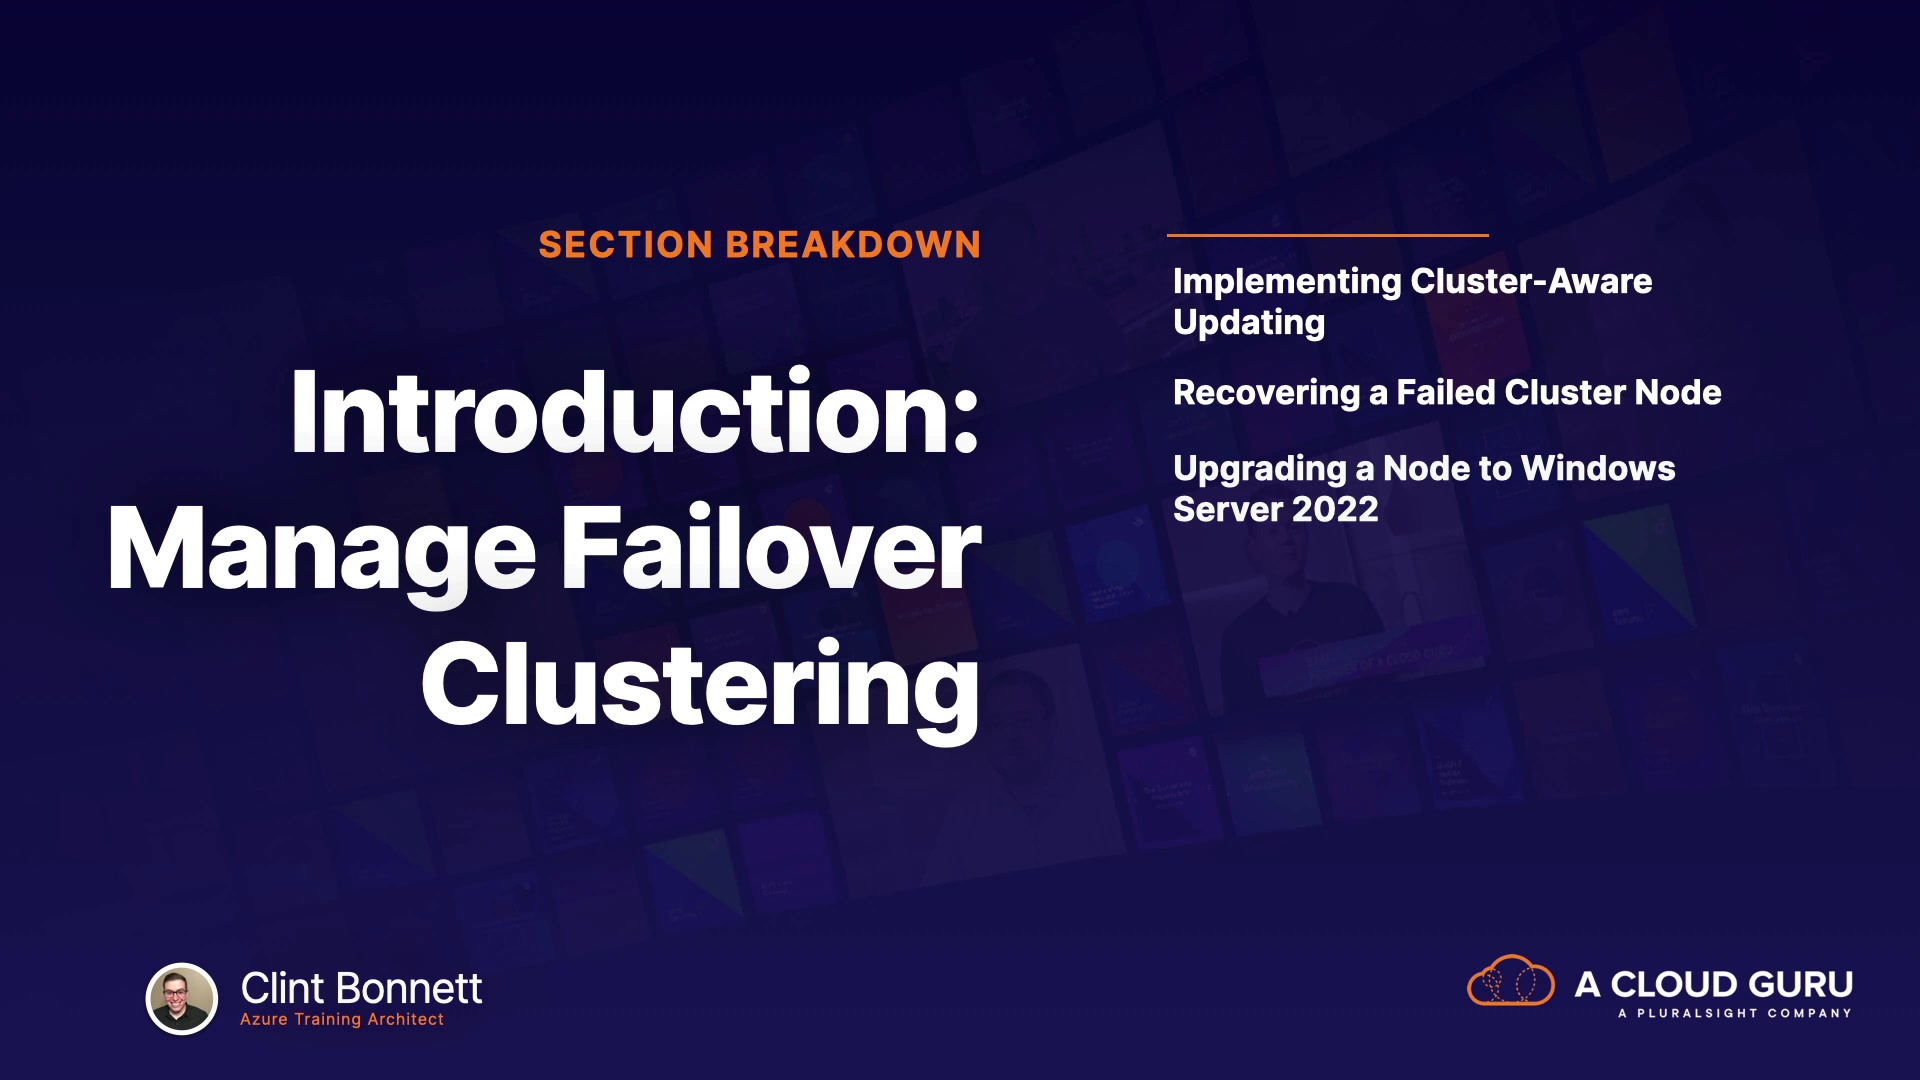 SECTION BREAKDOWN
Introduction:
Manage Failover
Clustering
Implementing Cluster-Aware
Updating
Recovering a Failed Cluster Node
Upgrading a Node to Windows
Server 2022
Clint Bonnett
Azure Training Architect
A CLOUD GURU
A PLURALSIGHT COMPANY